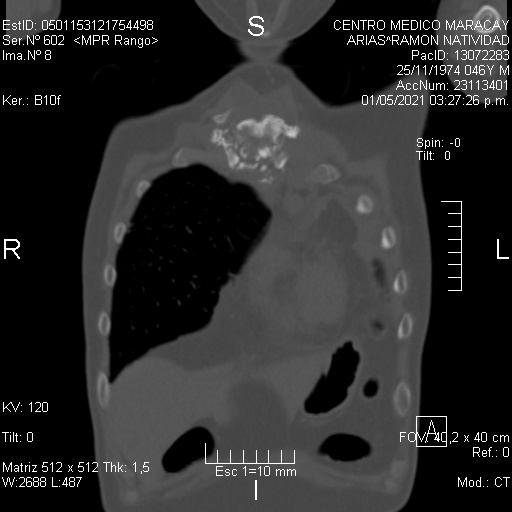 EstID: 0501153121754498
Ser.Nº 602 <MPR Rango>
Ima.Nº 8
Ker.: B10f
S
CENTRO MEDICO MARACAY
ARIAS^RAMON NATIVIDAD
PacID: 13072283
25/11/1974 046Y M
AccNum: 23113401
01/05/2021 03:27:26 p.m.
Spin: -0
Tilt: 0
R
L
KV: 120
Tilt: 0
Matriz 512 x 512 Thk: 1,5
W:2688 L:487
Esc 1=10 mm
I
A
FOV 40,2 x 40 cm
Ref.: 0
Mod.: CT